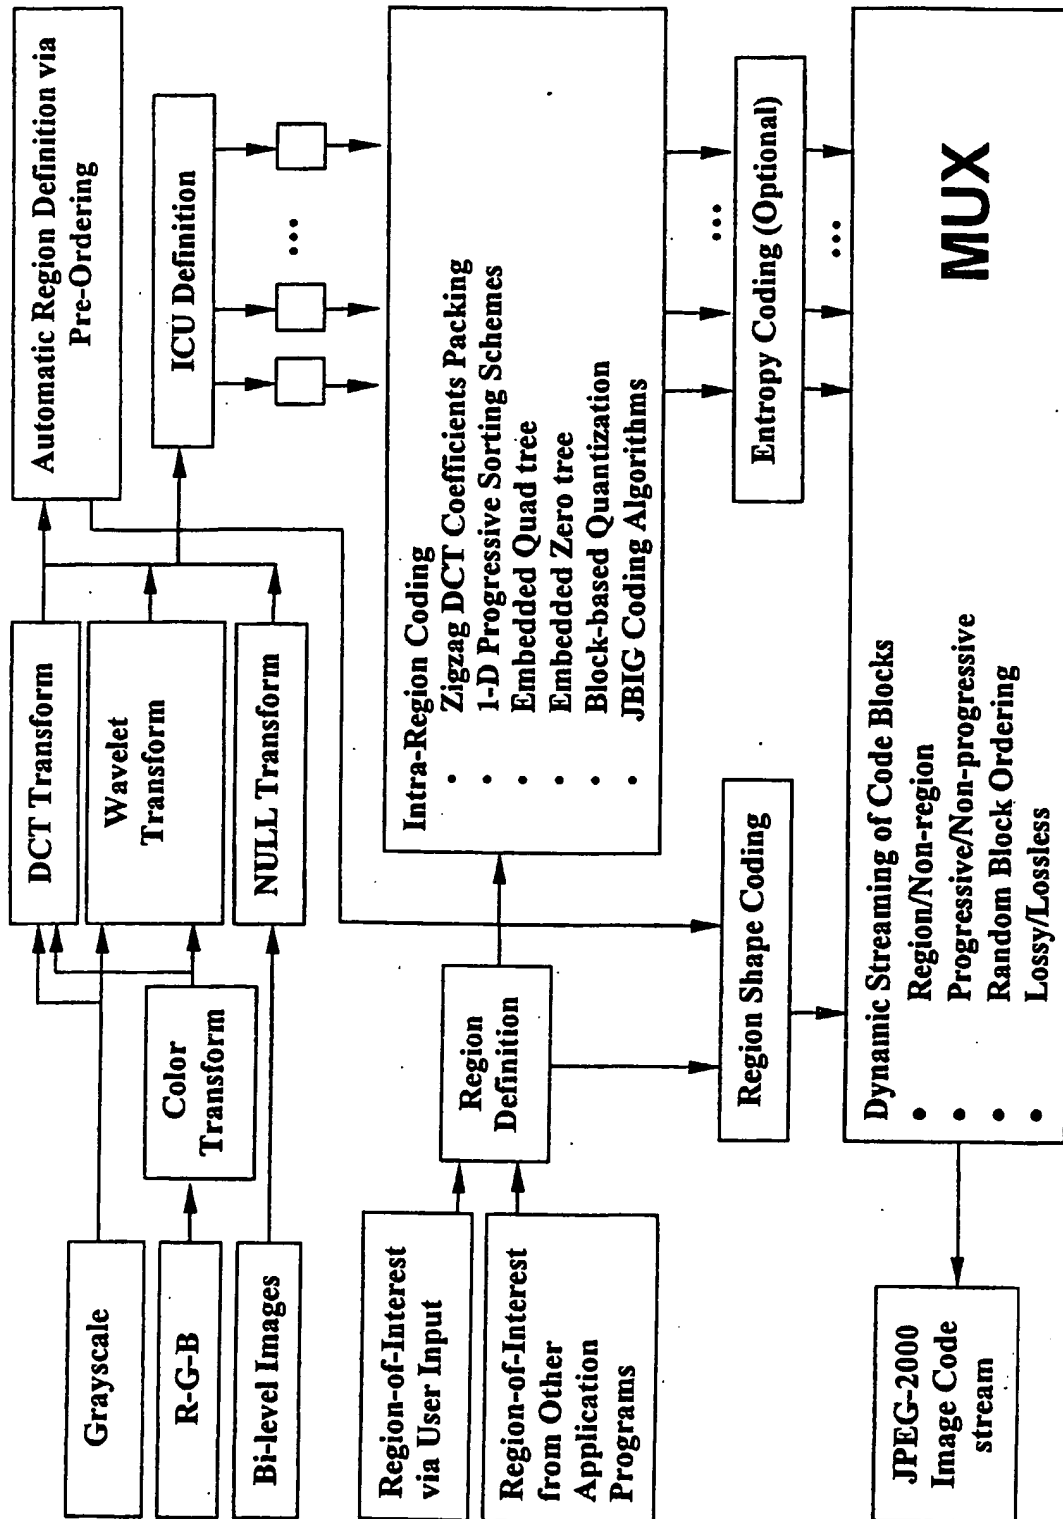 Grayscale
R-G-B
Bi-level Images
Color
Transform
DCT Transform
Wavelet
Transform
NULL Transform
Automatic Region Definition via
Pre-Ordering
ICU Definition
...
Region-of-Interest
via User Input
Region-of-Interest
from Other
Application
Programs
Region
Definition
Intra-Region Coding
• Zigzag DCT Coefficients Packing
• 1-D Progressive Sorting Schemes
• Embedded Quad tree
• Embedded Zero tree
• Block-based Quantization
• JBIG Coding Algorithms
...
Region Shape Coding
Entropy Coding (Optional)
...
Dynamic Streaming of Code Blocks
• Region/Non-region
• Progressive/Non-progressive
• Random Block Ordering
• Lossy/Lossless
MUX
JPEG-2000
Image Code
stream